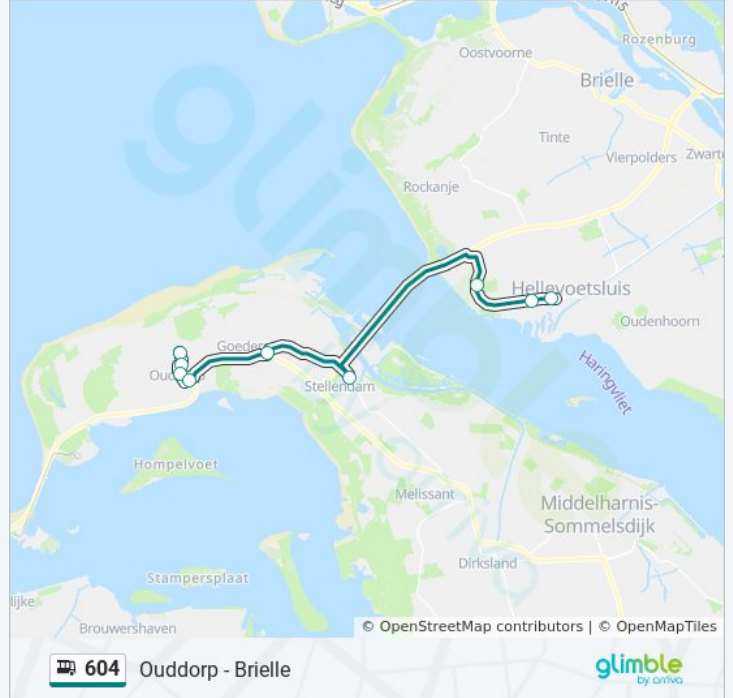 Oostvoorne
Rozenburg
Brielle
Tinte
Vierpolders
Zwart
Rockanje
Hellevoetsluis
Oudenhoorn
Goeder
Haringvliet
Oud
Stellendam
Hompelvoet
Melissant
Middelharnis-
Sommelsdijk
Dirksland
Stampersplaat
lijke
Brouwershaven
© OpenStreetMap contributors | © OpenMapTiles
604 Ouddorp - Brielle
glimble
by arriva